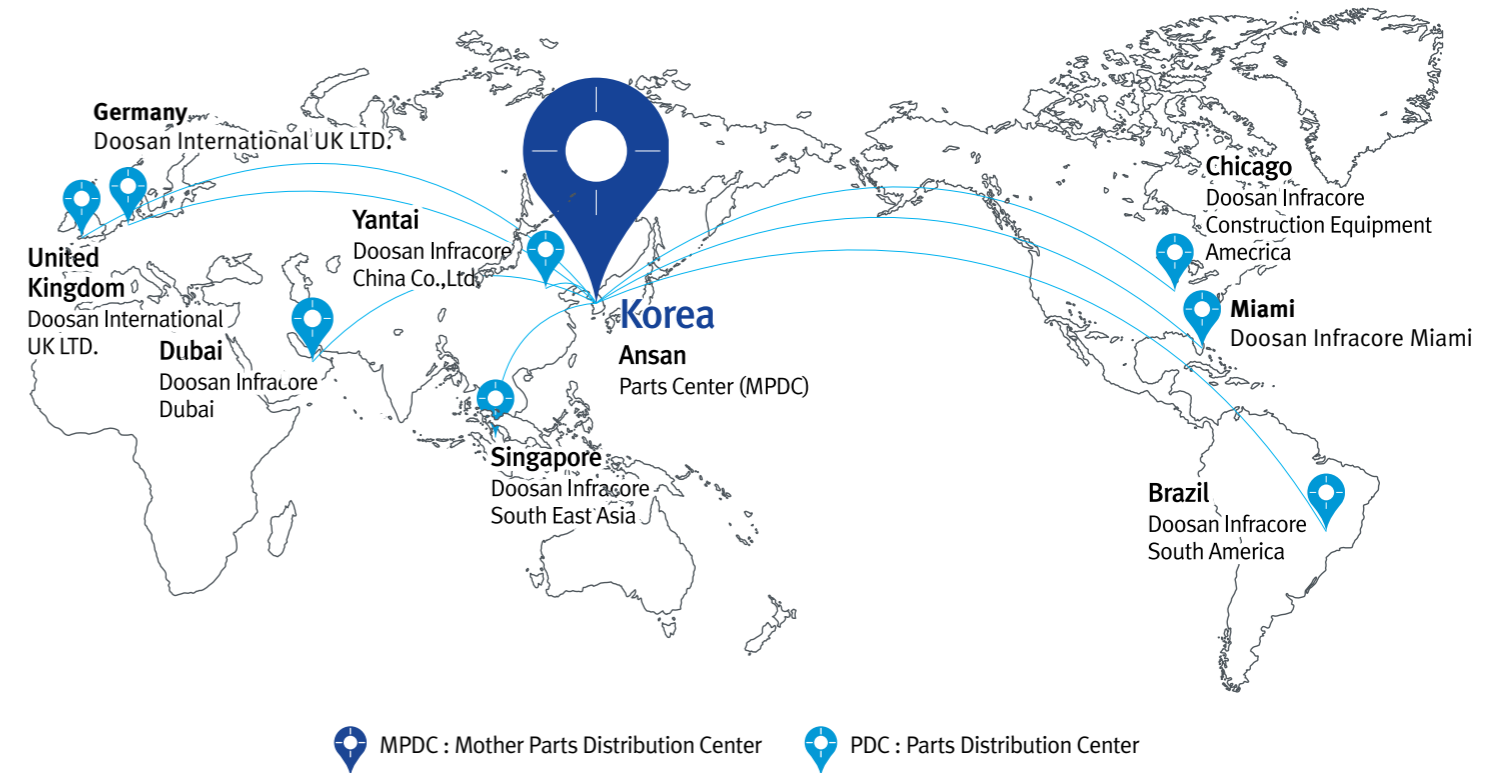 Germany
Doosan International UK LTD.
United
Kingdom
Doosan International
UK LTD.
Yantai
Doosan Infracore
China Co.,Ltd.
Dubai
Doosan Infracore
Dubai
Korea
Ansan
Parts Center (MPDC)
Singapore
Doosan Infracore
South East Asia
Chicago
Doosan Infracore
Construction Equipment
Amecrica
Miami
Doosan Infracore Miami
Brazil
Doosan Infracore
South America
MPDC : Mother Parts Distribution Center
PDC : Parts Distribution Center